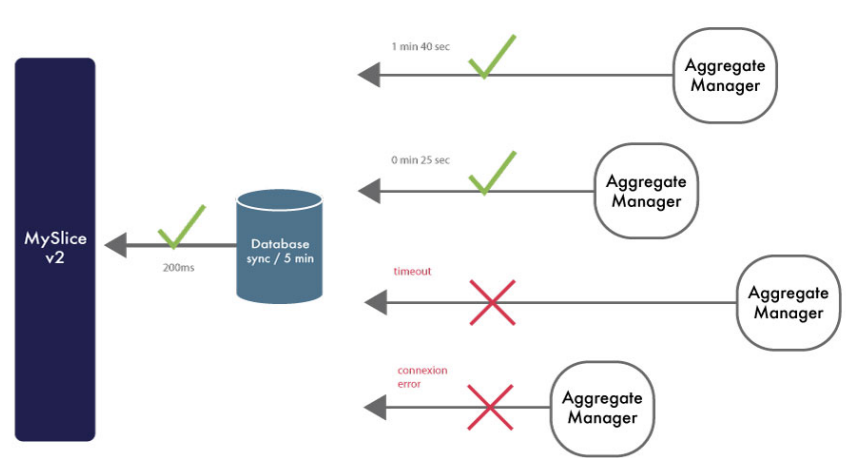 1 min 40 sec
Aggregate
Manager
0 min 25 sec
Aggregate
Manager
MySlice
v2
200ms
Database
sync / 5 min
timeout
Aggregate
Manager
connexion
error
Aggregate
Manager